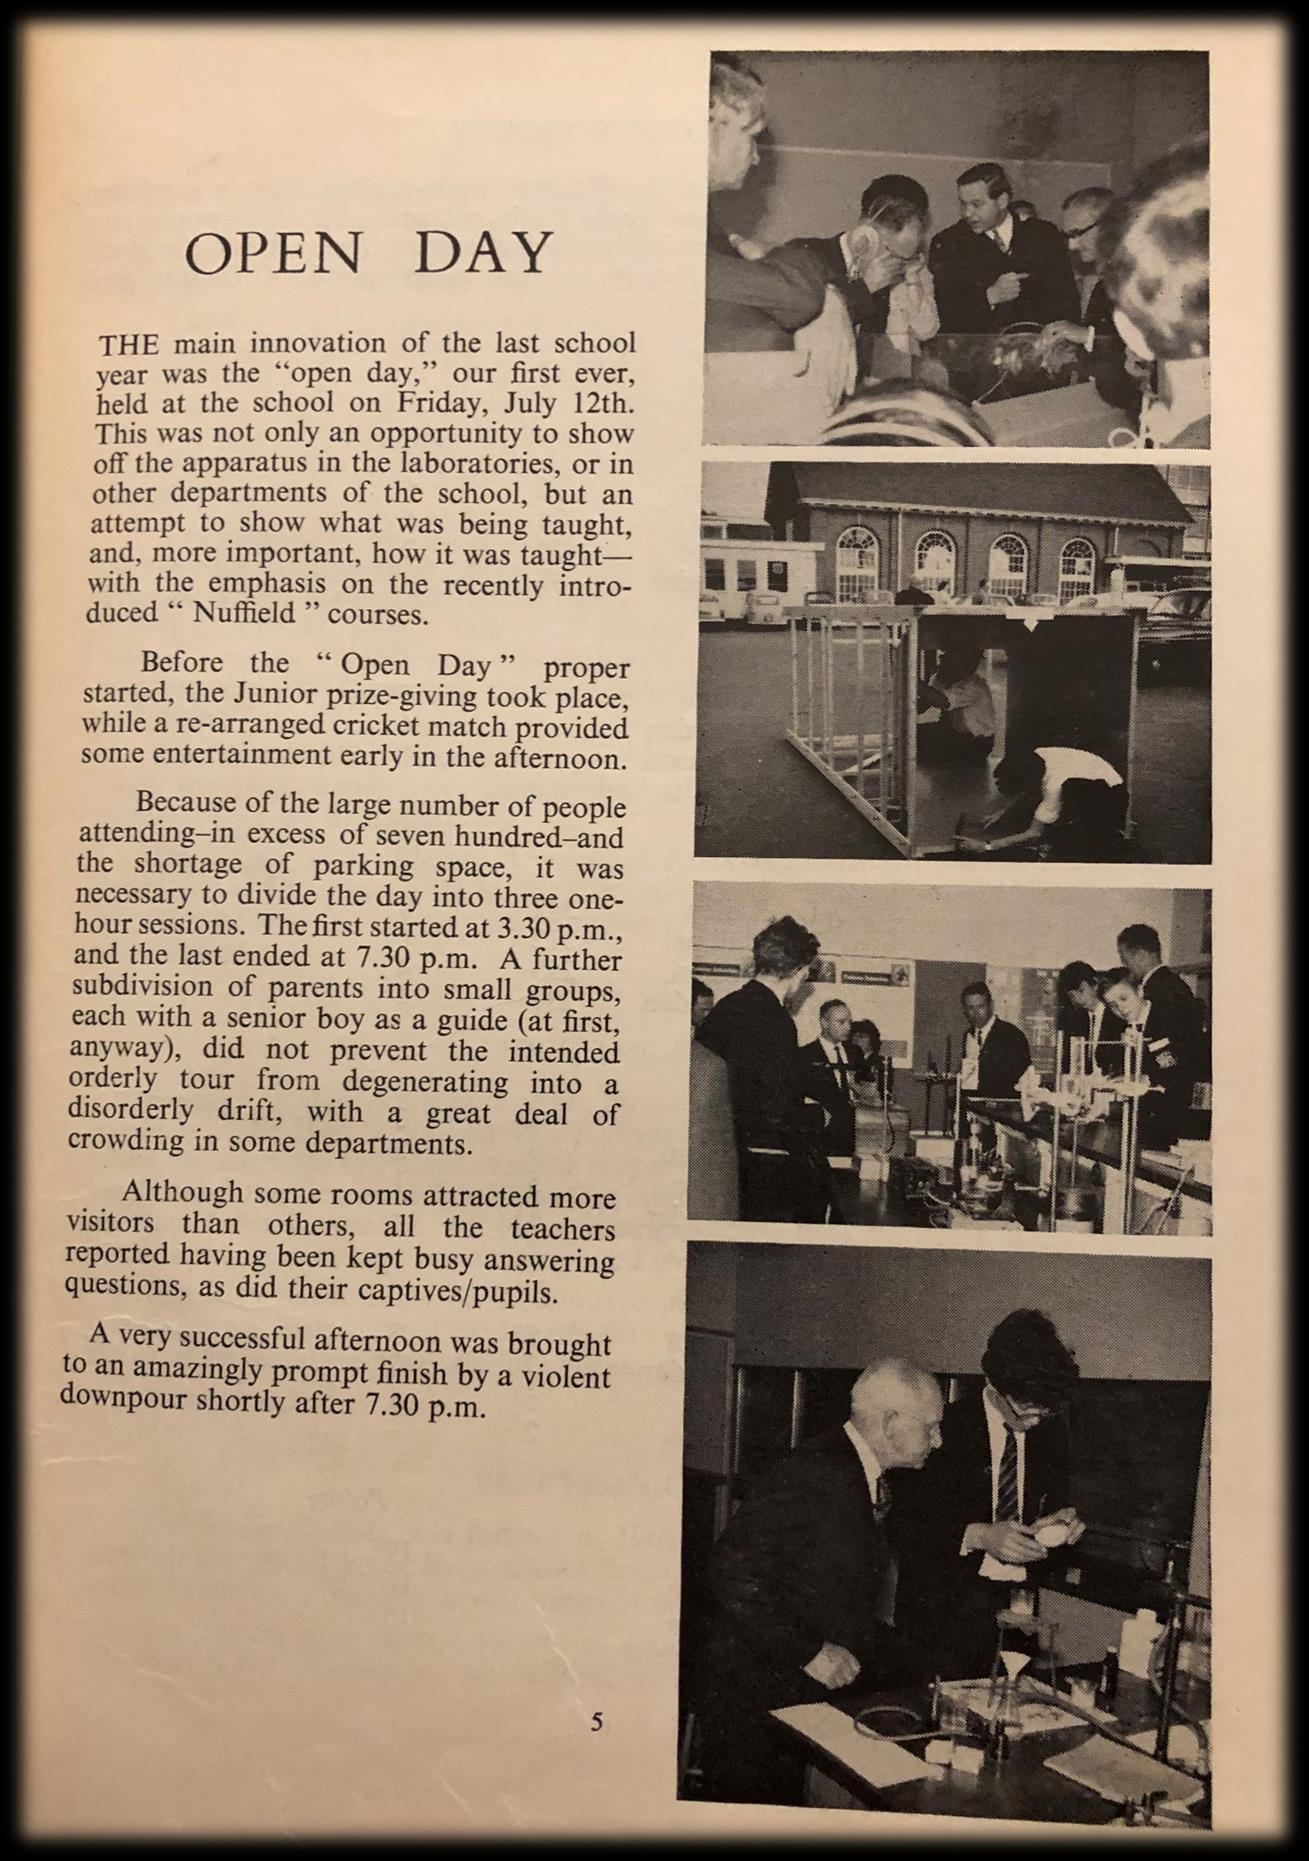 OPEN DAY
THE main innovation of the last school
year was the “open day,” our first ever,
held at the school on Friday, July 12th.
This was not only an opportunity to show
off the apparatus in the laboratories, or in
other departments of the school, but an
attempt to show what was being taught,
and, more important, how it was taught—
with the emphasis on the recently intro-
duced “ Nuffield ” courses.
Before the “ Open Day ” proper
started, the Junior prize-giving took place,
while a re-arranged cricket match provided
some entertainment early in the afternoon.
Because of the large number of people
attending–in excess of seven hundred–and
the shortage of parking space, it was
necessary to divide the day into three one-
hour sessions. The first started at 3.30 p.m.,
and the last ended at 7.30 p.m. A further
subdivision of parents into small groups,
each with a senior boy as a guide (at first,
anyway), did not prevent the intended
orderly tour from degenerating into a
disorderly drift, with a great deal of
crowding in some departments.
Although some rooms attracted more
visitors than others, all the teachers
reported having been kept busy answering
questions, as did their captives/pupils.
A very successful afternoon was brought
to an amazingly prompt finish by a violent
downpour shortly after 7.30 p.m.
5